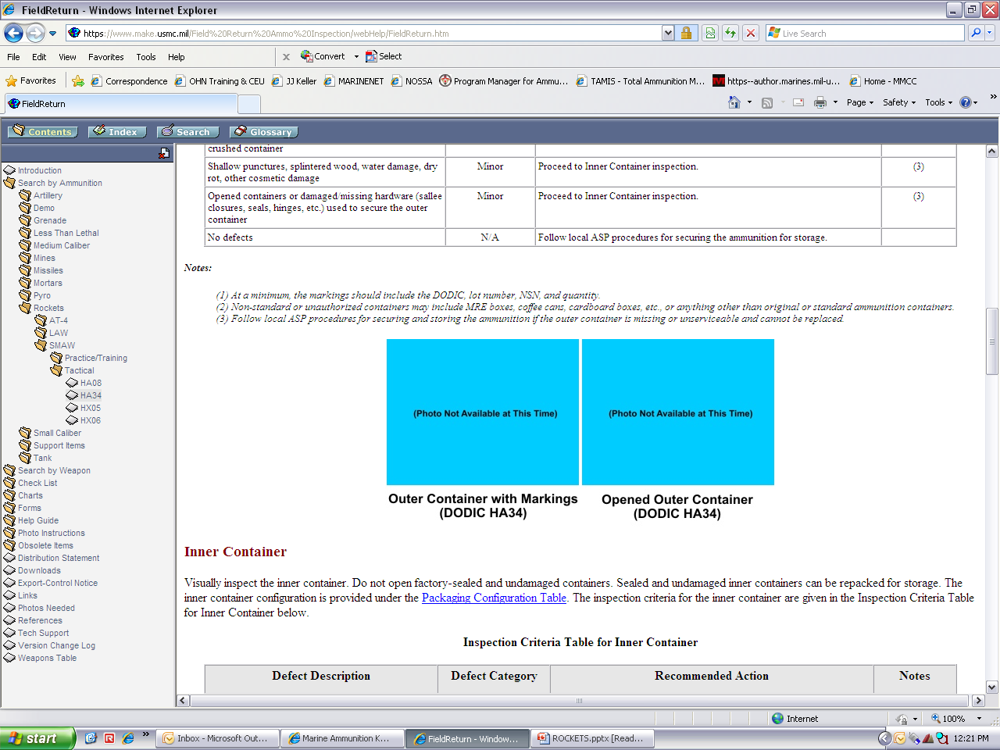 FieldReturn - Windows Internet Explorer
https://www.make.usmc.mil/Field%20Return%20Ammo%20Inspection/webHelp/FieldReturn.htm
Live Search
File Edit View Favorites Tools Help
Convert Select
Favorites Correspondence OHN Training & CEU JJ Keller MARINENET NOSSA Program Manager for Ammu... TAMIS - Total Ammunition M... https--author.marines.mil-u... Home - MMCC
FieldReturn
Page Safety Tools
Contents Index Search Glossary
Introduction
Search by Ammunition
Artillery
Demo
Grenade
Less Than Lethal
Medium Caliber
Mines
Missiles
Mortars
Pyro
Rockets
AT-4
LAW
SMAW
Practice/Training
Tactical
HA08
HA34
HX05
HX06
Small Caliber
Support Items
Tank
Search by Weapon
Check List
Charts
Forms
Help Guide
Photo Instructions
Obsolete Items
Distribution Statement
Downloads
Export-Control Notice
Links
Photos Needed
References
Tech Support
Version Change Log
Weapons Table
crushed container
Shallow punctures, splintered wood, water damage, dry
rot, other cosmetic damage
Minor
Proceed to Inner Container inspection.
(3)
Opened containers or damaged/missing hardware (sallee
closures, seals, hinges, etc.) used to secure the outer
container
Minor
Proceed to Inner Container inspection.
(3)
No defects
N/A
Follow local ASP procedures for securing the ammunition for storage.
Notes:
(1) At a minimum, the markings should include the DODIC, lot number, NSN, and quantity.
(2) Non-standard or unauthorized containers may include MRE boxes, coffee cans, cardboard boxes, etc., or anything other than original or standard ammunition containers.
(3) Follow local ASP procedures for securing and storing the ammunition if the outer container is missing or unserviceable and cannot be replaced.
(Photo Not Available at This Time)
Outer Container with Markings
(DODIC HA34)
(Photo Not Available at This Time)
Opened Outer Container
(DODIC HA34)
Inner Container
Visually inspect the inner container. Do not open factory-sealed and undamaged containers. Sealed and undamaged inner containers can be repacked for storage. The
inner container configuration is provided under the Packaging Configuration Table. The inspection criteria for the inner container are given in the Inspection Criteria Table
for Inner Container below.
Inspection Criteria Table for Inner Container
Defect Description Defect Category Recommended Action Notes
Internet 100%
start Inbox - Microsoft Out... Marine Ammunition K... FieldReturn - Window... ROCKETS.pptx [Read... 12:21 PM